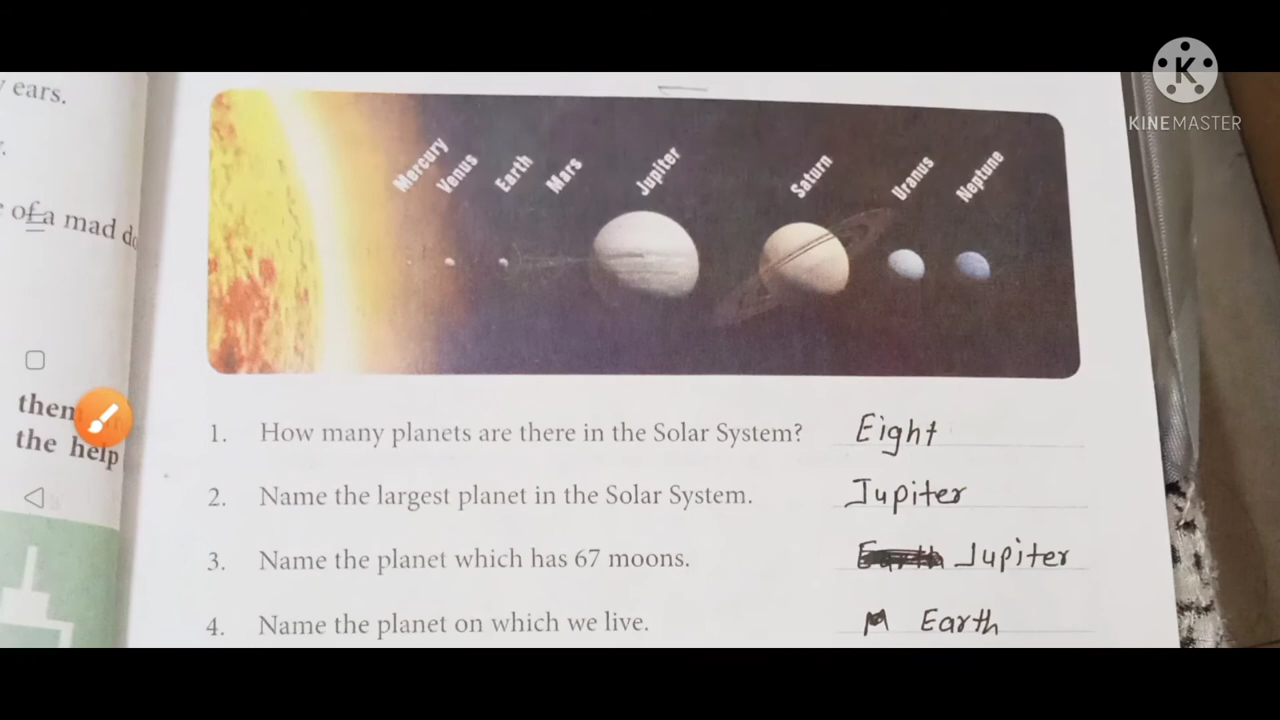 y ears.
of a mad do
them
the help
KINEMASTER
Mercury
Venus
Earth
Mars
Jupiter
Saturn
Uranus
Neptune
1. How many planets are there in the Solar System? Eight
2. Name the largest planet in the Solar System. Jupiter
3. Name the planet which has 67 moons. Jupiter
4. Name the planet on which we live. Earth